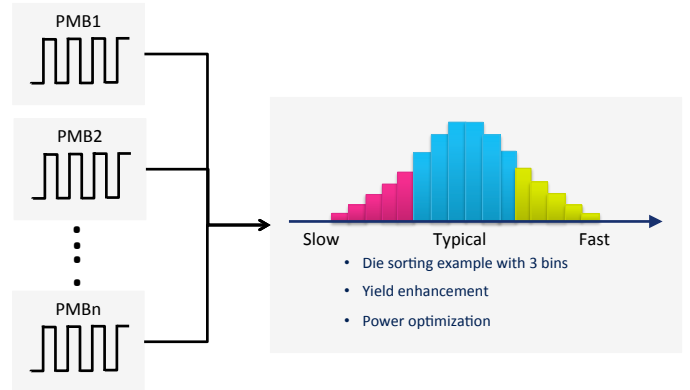 PMB1
PMB2
PMBn
Slow Typical Fast
• Die sorting example with 3 bins
• Yield enhancement
• Power optimization